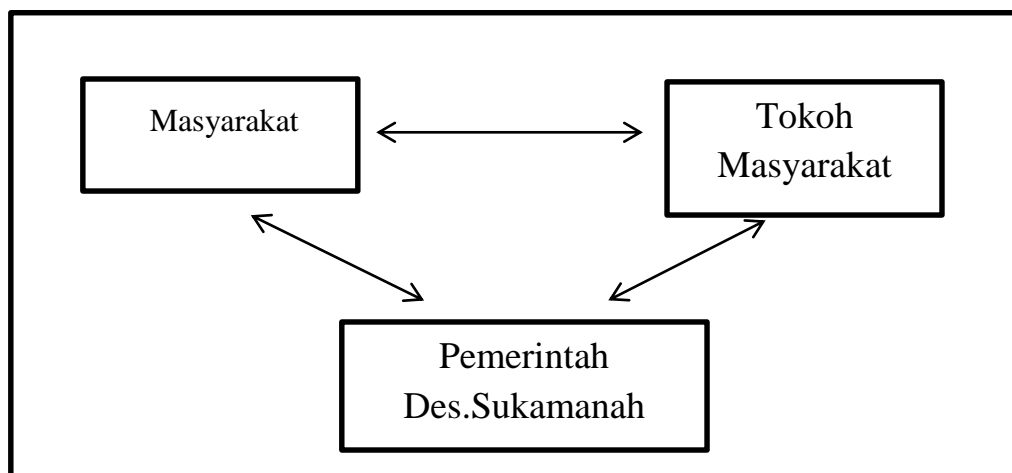 Masyarakat
Tokoh
Masyarakat
Pemerintah
Des.Sukamanah